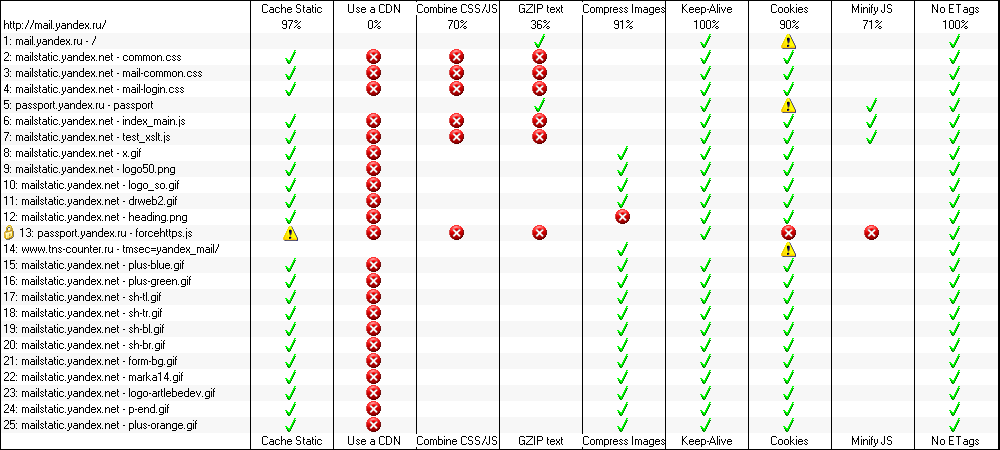 Cache Static Use a CDN Combine CSS/JS GZIP text Compress Images Keep-Alive Cookies Minify JS No ETags
http://mail.yandex.ru/ 97% 0% 70% 36% 91% 100% 90% 71% 100%
1: mail.yandex.ru - /
2: mailstatic.yandex.net - common.css
3: mailstatic.yandex.net - mail-common.css
4: mailstatic.yandex.net - mail-login.css
5: passport.yandex.ru - passport
6: mailstatic.yandex.net - index_main.js
7: mailstatic.yandex.net - test_xslt.js
8: mailstatic.yandex.net - x.gif
9: mailstatic.yandex.net - logo50.png
10: mailstatic.yandex.net - logo_so.gif
11: mailstatic.yandex.net - drweb2.gif
12: mailstatic.yandex.net - heading.png
13: passport.yandex.ru - forcehttps.js
14: www.tns-counter.ru - tmsec=yandex_mail/
15: mailstatic.yandex.net - plus-blue.gif
16: mailstatic.yandex.net - plus-green.gif
17: mailstatic.yandex.net - sh-tl.gif
18: mailstatic.yandex.net - sh-tr.gif
19: mailstatic.yandex.net - sh-bl.gif
20: mailstatic.yandex.net - sh-br.gif
21: mailstatic.yandex.net - form-bg.gif
22: mailstatic.yandex.net - marka14.gif
23: mailstatic.yandex.net - logo-artlebedev.gif
24: mailstatic.yandex.net - p-end.gif
25: mailstatic.yandex.net - plus-orange.gif
Cache Static Use a CDN Combine CSS/JS GZIP text Compress Images Keep-Alive Cookies Minify JS No ETags